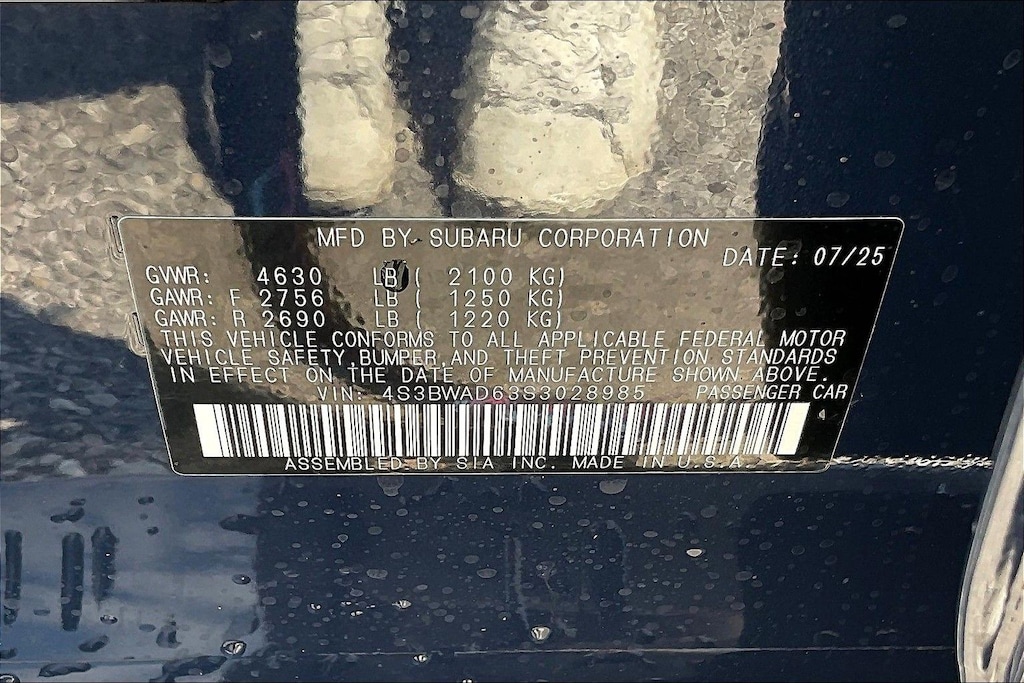 MFD BY SUBARU CORPORATION
DATE: 07/25
GVWR: 4630 LB ( 2100 KG)
GAWR: F 2756 LB ( 1250 KG)
GAWR: R 2690 LB ( 1220 KG)
THIS VEHICLE CONFORMS TO ALL APPLICABLE FEDERAL MOTOR
VEHICLE SAFETY,BUMPER,AND THEFT PREVENTION STANDARDS
IN EFFECT ON THE DATE OF MANUFACTURE SHOWN ABOVE.
VIN: 4S3BWAD63S3028985 PASSENGER CAR
4
ASSEMBLED BY SIA INC. MADE IN U.S.A.